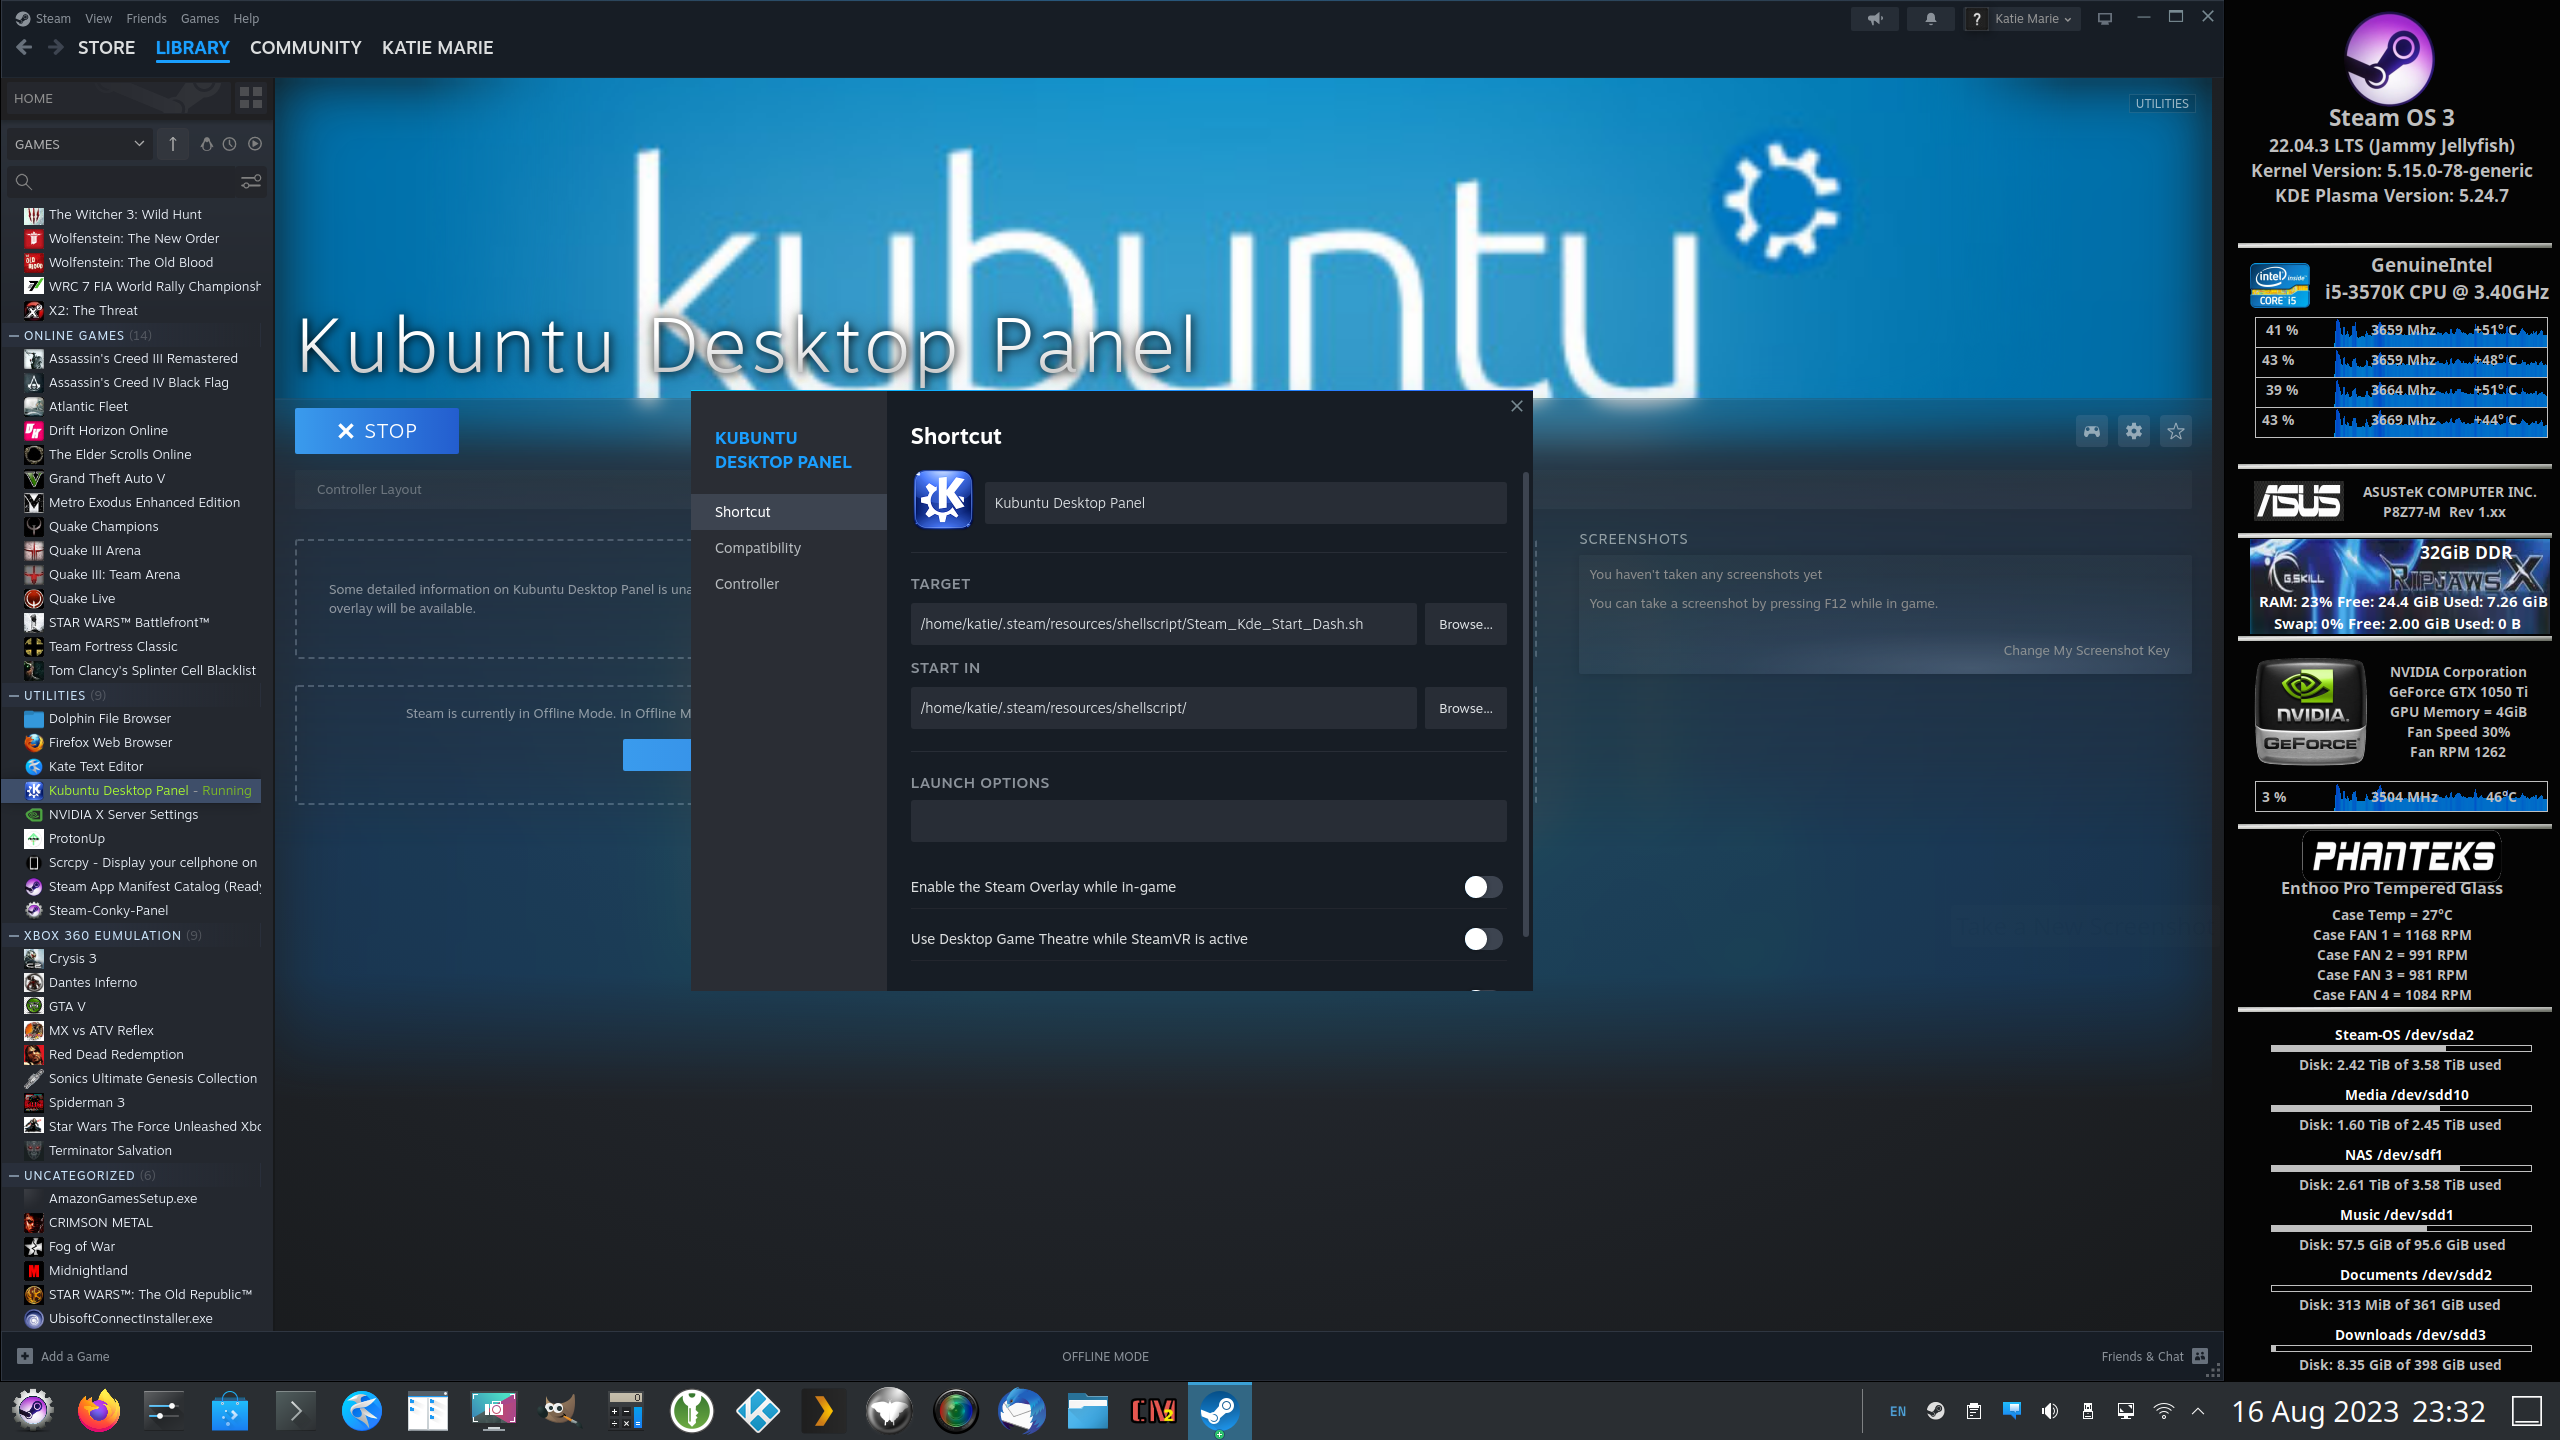 Steam View Friends Games Help
Katie Marie
STORE LIBRARY COMMUNITY KATIE MARIE
HOME
GAMES
The Witcher 3: Wild Hunt
Wolfenstein: The New Order
Wolfenstein: The Old Blood
WRC 7 FIA World Rally Championsh
X2: The Threat
ONLINE GAMES (14)
Assassin's Creed III Remastered
Assassin's Creed IV Black Flag
Atlantic Fleet
Drift Horizon Online
The Elder Scrolls Online
Grand Theft Auto V
Metro Exodus Enhanced Edition
Quake Champions
Quake III Arena
Quake III: Team Arena
Quake Live
STAR WARS™ Battlefront™
Team Fortress Classic
Tom Clancy's Splinter Cell Blacklist
UTILITIES (9)
Dolphin File Browser
Firefox Web Browser
Kate Text Editor
Kubuntu Desktop Panel - Running
NVIDIA X Server Settings
ProtonUp
Scrcpy - Display your cellphone on
Steam App Manifest Catalog (Ready
Steam-Conky-Panel
XBOX 360 EUMULATION (9)
Crysis 3
Dantes Inferno
GTA V
MX vs ATV Reflex
Red Dead Redemption
Sonics Ultimate Genesis Collection
Spiderman 3
Star Wars The Force Unleashed Xbo
Terminator Salvation
UNCATEGORIZED (6)
AmazonGamesSetup.exe
CRIMSON METAL
Fog of War
Midnightland
STAR WARS™: The Old Republic™
UbisoftConnectInstaller.exe
Add a Game
OFFLINE MODE
Friends & Chat
UTILITIES
kubuntu
Kubuntu Desktop Panel
STOP
Controller Layout
Some detailed information on Kubuntu Desktop Panel is una
overlay will be available.
Steam is currently in Offline Mode. In Offline M
SCREENSHOTS
You haven't taken any screenshots yet
You can take a screenshot by pressing F12 while in game.
Change My Screenshot Key
KUBUNTU
DESKTOP PANEL
Shortcut
Compatibility
Controller
Shortcut
Kubuntu Desktop Panel
TARGET
/home/katie/.steam/resources/shellscript/Steam_Kde_Start_Dash.sh
Browse...
START IN
/home/katie/.steam/resources/shellscript/
Browse...
LAUNCH OPTIONS
Enable the Steam Overlay while in-game
Use Desktop Game Theatre while SteamVR is active
Steam OS 3
22.04.3 LTS (Jammy Jellyfish)
Kernel Version: 5.15.0-78-generic
KDE Plasma Version: 5.24.7
intel inside
CORE i5
GenuineIntel
i5-3570K CPU @ 3.40GHz
41 % 3659 Mhz +51°C
43 % 3659 Mhz +48°C
39 % 3664 Mhz +51°C
43 % 3669 Mhz +44°C
ASUS
ASUSTeK COMPUTER INC.
P8Z77-M Rev 1.xx
32GiB DDR
G.SKILL RIPJAWS X
RAM: 23% Free: 24.4 GiB Used: 7.26 GiB
Swap: 0% Free: 2.00 GiB Used: 0 B
NVIDIA.
GEFORCE
NVIDIA Corporation
GeForce GTX 1050 Ti
GPU Memory = 4GiB
Fan Speed 30%
Fan RPM 1262
3 % 3504 MHz 46°C
PHANTEKS
Enthoo Pro Tempered Glass
Case Temp = 27°C
Case FAN 1 = 1168 RPM
Case FAN 2 = 991 RPM
Case FAN 3 = 981 RPM
Case FAN 4 = 1084 RPM
Steam-OS /dev/sda2
Disk: 2.42 TiB of 3.58 TiB used
Media /dev/sdd10
Disk: 1.60 TiB of 2.45 TiB used
NAS /dev/sdf1
Disk: 2.61 TiB of 3.58 TiB used
Music /dev/sdd1
Disk: 57.5 GiB of 95.6 GiB used
Documents /dev/sdd2
Disk: 313 MiB of 361 GiB used
Downloads /dev/sdd3
Disk: 8.35 GiB of 398 GiB used
EN
16 Aug 2023 23:32